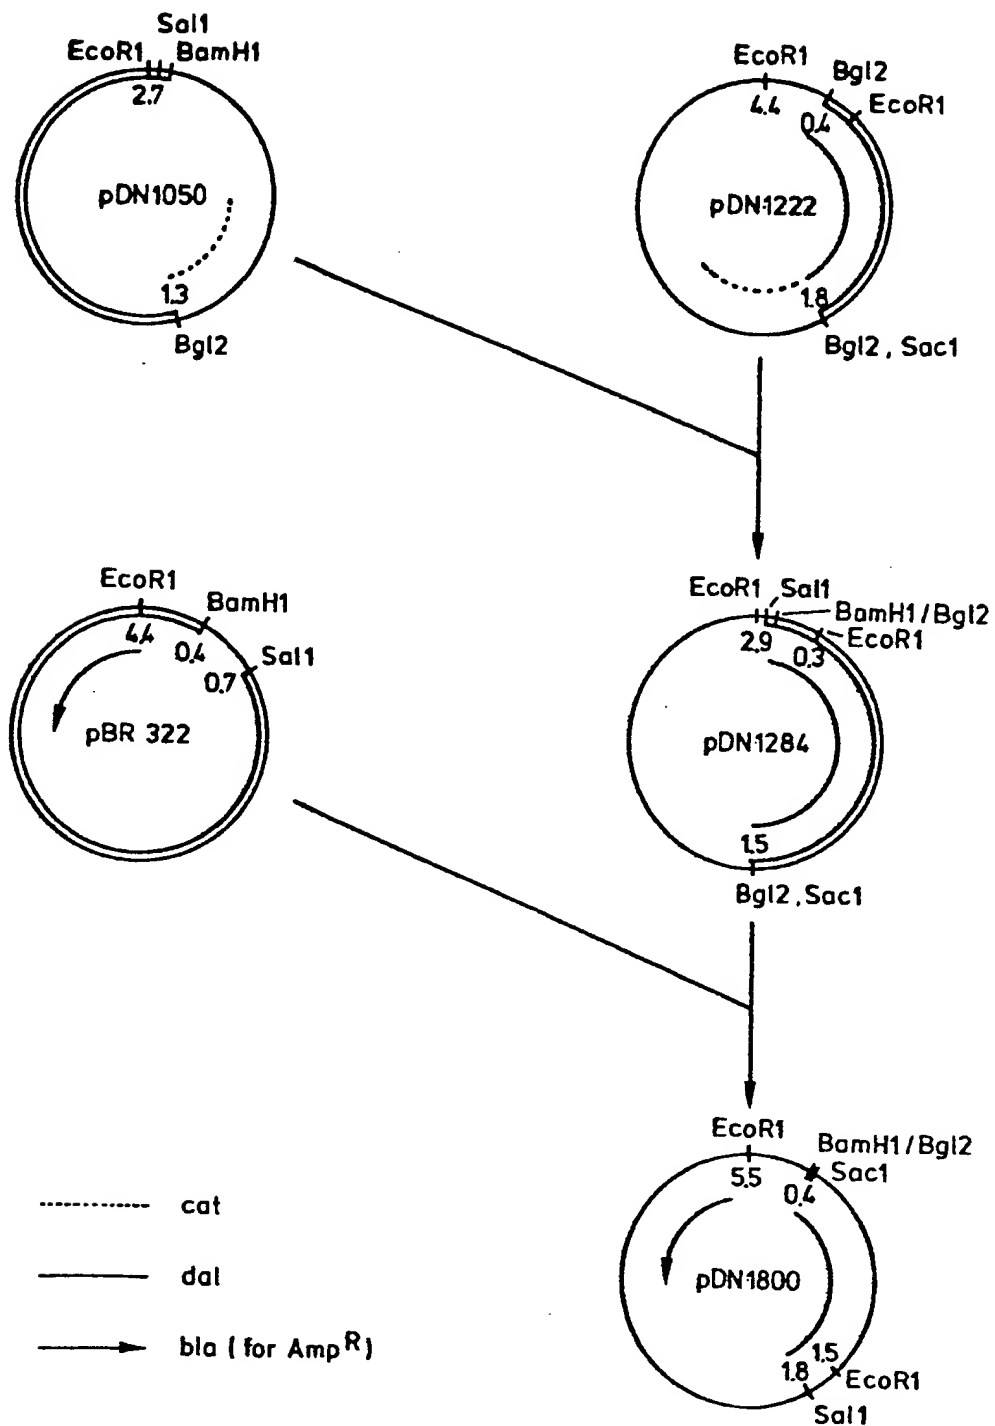 Sal1
EcoR1 BamH1
2.7
pDN1050
1.3
Bgl2
EcoR1
Bgl2
EcoR1
4.4
0.4
pDN1222
1.8
Bgl2, Sac1
EcoR1
BamH1
4.4
0.4
Sal1
0.7
pBR 322
EcoR1 Sal1
BamH1/Bgl2
EcoR1
2.9
0.3
pDN1284
1.5
Bgl2, Sac1
EcoR1
BamH1/Bgl2
Sac1
5.5
0.4
pDN1800
1.5
1.8
EcoR1
Sal1
cat
dal
bla (for Amp^R)